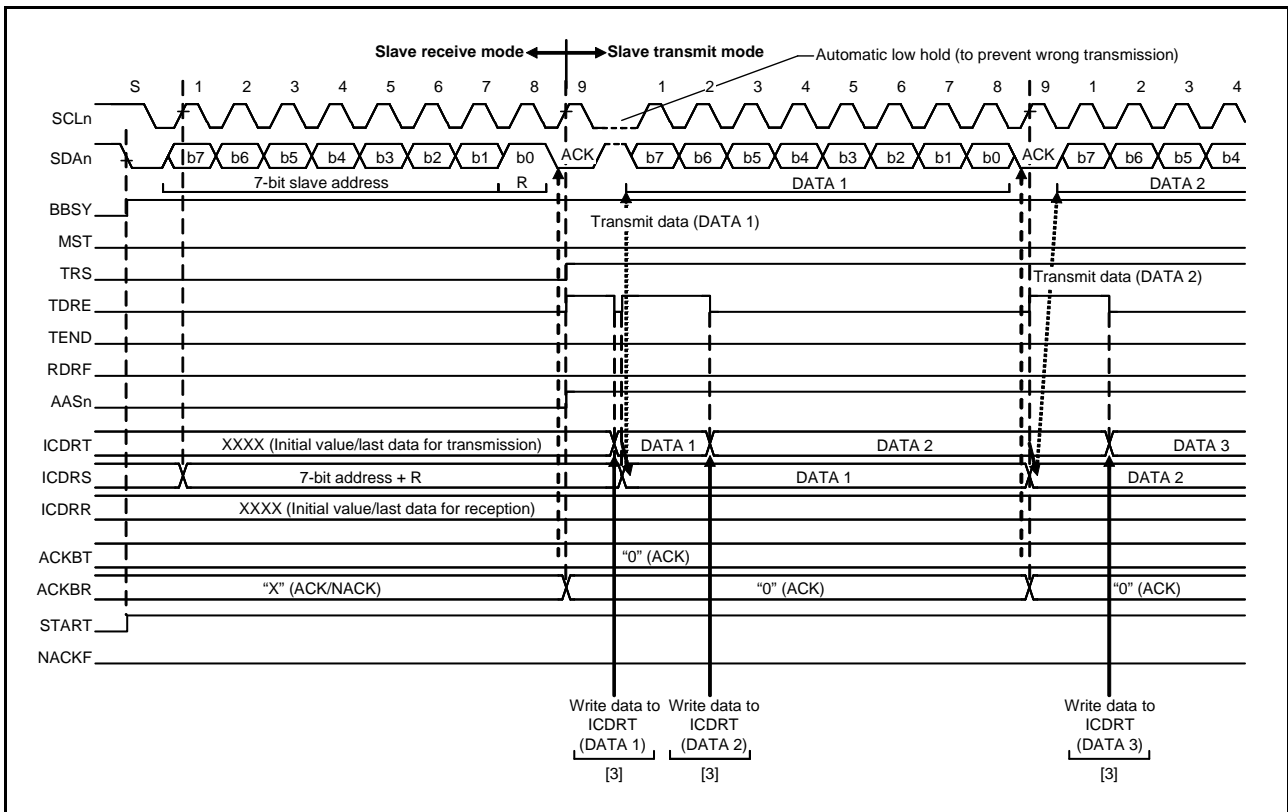 Slave receive mode Slave transmit mode
Automatic low hold (to prevent wrong transmission)
S 1 2 3 4 5 6 7 8 9 1 2 3 4 5 6 7 8 9 1 2 3 4
SCLn
SDAn b7 b6 b5 b4 b3 b2 b1 b0 ACK b7 b6 b5 b4 b3 b2 b1 b0 ACK b7 b6 b5 b4
7-bit slave address R DATA 1 DATA 2
BBSY
Transmit data (DATA 1)
MST
TRS
Transmit data (DATA 2)
TDRE
TEND
RDRF
AASn
ICDRT XXXX (Initial value/last data for transmission) DATA 1 DATA 2 DATA 3
ICDRS 7-bit address + R DATA 1 DATA 2
ICDRR XXXX (Initial value/last data for reception)
ACKBT “0” (ACK)
ACKBR “X” (ACK/NACK) “0” (ACK) “0” (ACK)
START
NACKF
Write data to Write data to Write data to
ICDRT ICDRT ICDRT
(DATA 1) (DATA 2) (DATA 3)
[3] [3] [3]